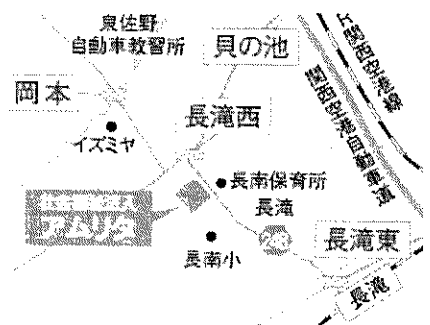 泉佐野
自動車教習所
貝の池
岡本
長滝西
イズミヤ
関西空港線
関西空港自動車道
長南保育所
長滝
長滝東
長南小
長滝